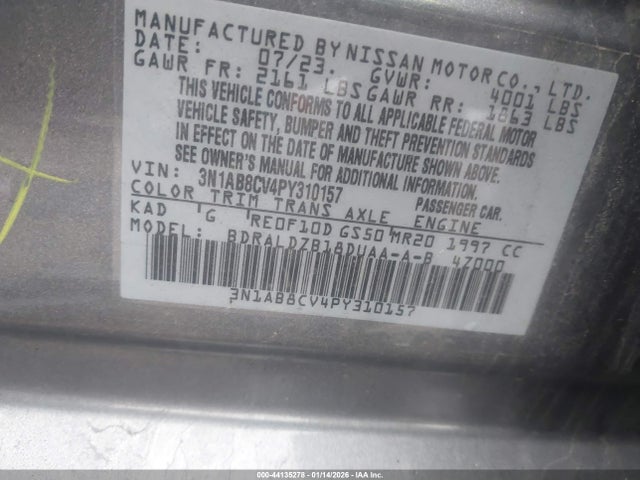 MANUFACTURED BY NISSAN MOTOR CO., LTD.
DATE: 07/23. GVWR: 4001 LBS
GAWR FR: 2161 LBS GAWR RR: 1863 LBS
THIS VEHICLE CONFORMS TO ALL APPLICABLE FEDERAL MOTOR
VEHICLE SAFETY, BUMPER AND THEFT PREVENTION STANDARDS
IN EFFECT ON THE DATE OF MANUFACTURE SHOWN ABOVE.
SEE OWNER'S MANUAL FOR ADDITIONAL INFORMATION.
VIN: 3N1AB8CV4PY310157 PASSENGER CAR.
COLOR TRIM TRANS AXLE ENGINE
KAD G RE0F10D GS50 MR20 1997 CC
MODEL: BDRALDZB18DUAA-A-B 47000
3N1AB8CV4PY310157
000-44135278 - 01/14/2026 - IAA Inc.